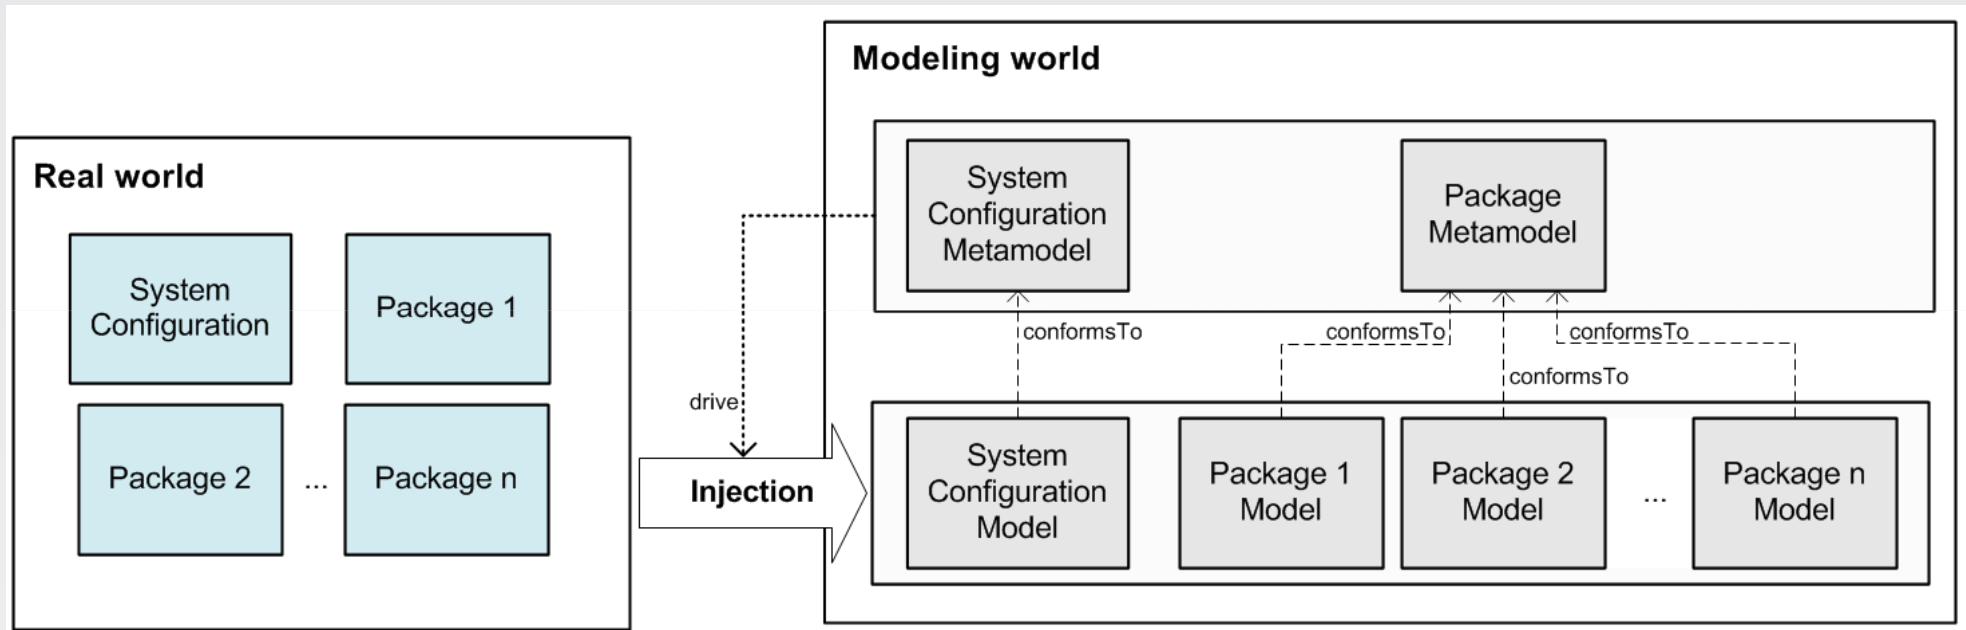 Modeling world
Real world
System
Configuration
Package 1
Package 2
...
Package n
drive
Injection
System
Configuration
Metamodel
Package
Metamodel
conformsTo
conformsTo
conformsTo
conformsTo
System
Configuration
Model
Package 1
Model
Package 2
Model
...
Package n
Model